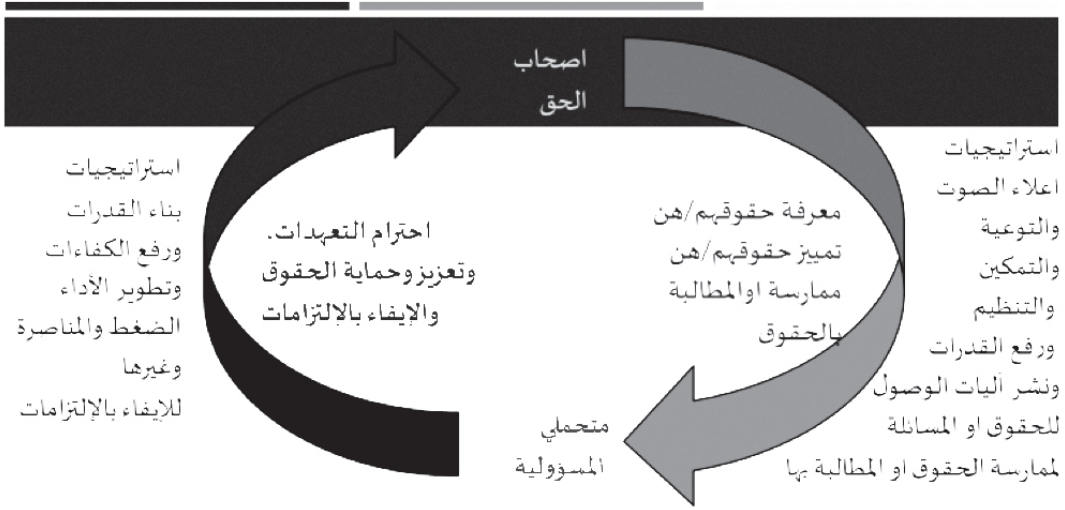 اصحاب
الحق
استراتيجيات
اعلاء الصوت
والتوعية
والتمكين
والتنظيم
ورفع القدرات
ونشر آليات الوصول
للحقوق او المسائلة
لممارسة الحقوق او المطالبة بها
معرفة حقوقهم/هن
تمييز حقوقهم/هن
ممارسة اوالمطالبة
بالحقوق
متحملي
المسؤولية
احترام التعهدات.
وتعزيز وحماية الحقوق
والإيفاء بالإلتزامات
استراتيجيات
بناء القدرات
ورفع الكفاءات
وتطوير الأداء
الضغط والمناصرة
وغيرها
للإيفاء بالإلتزامات